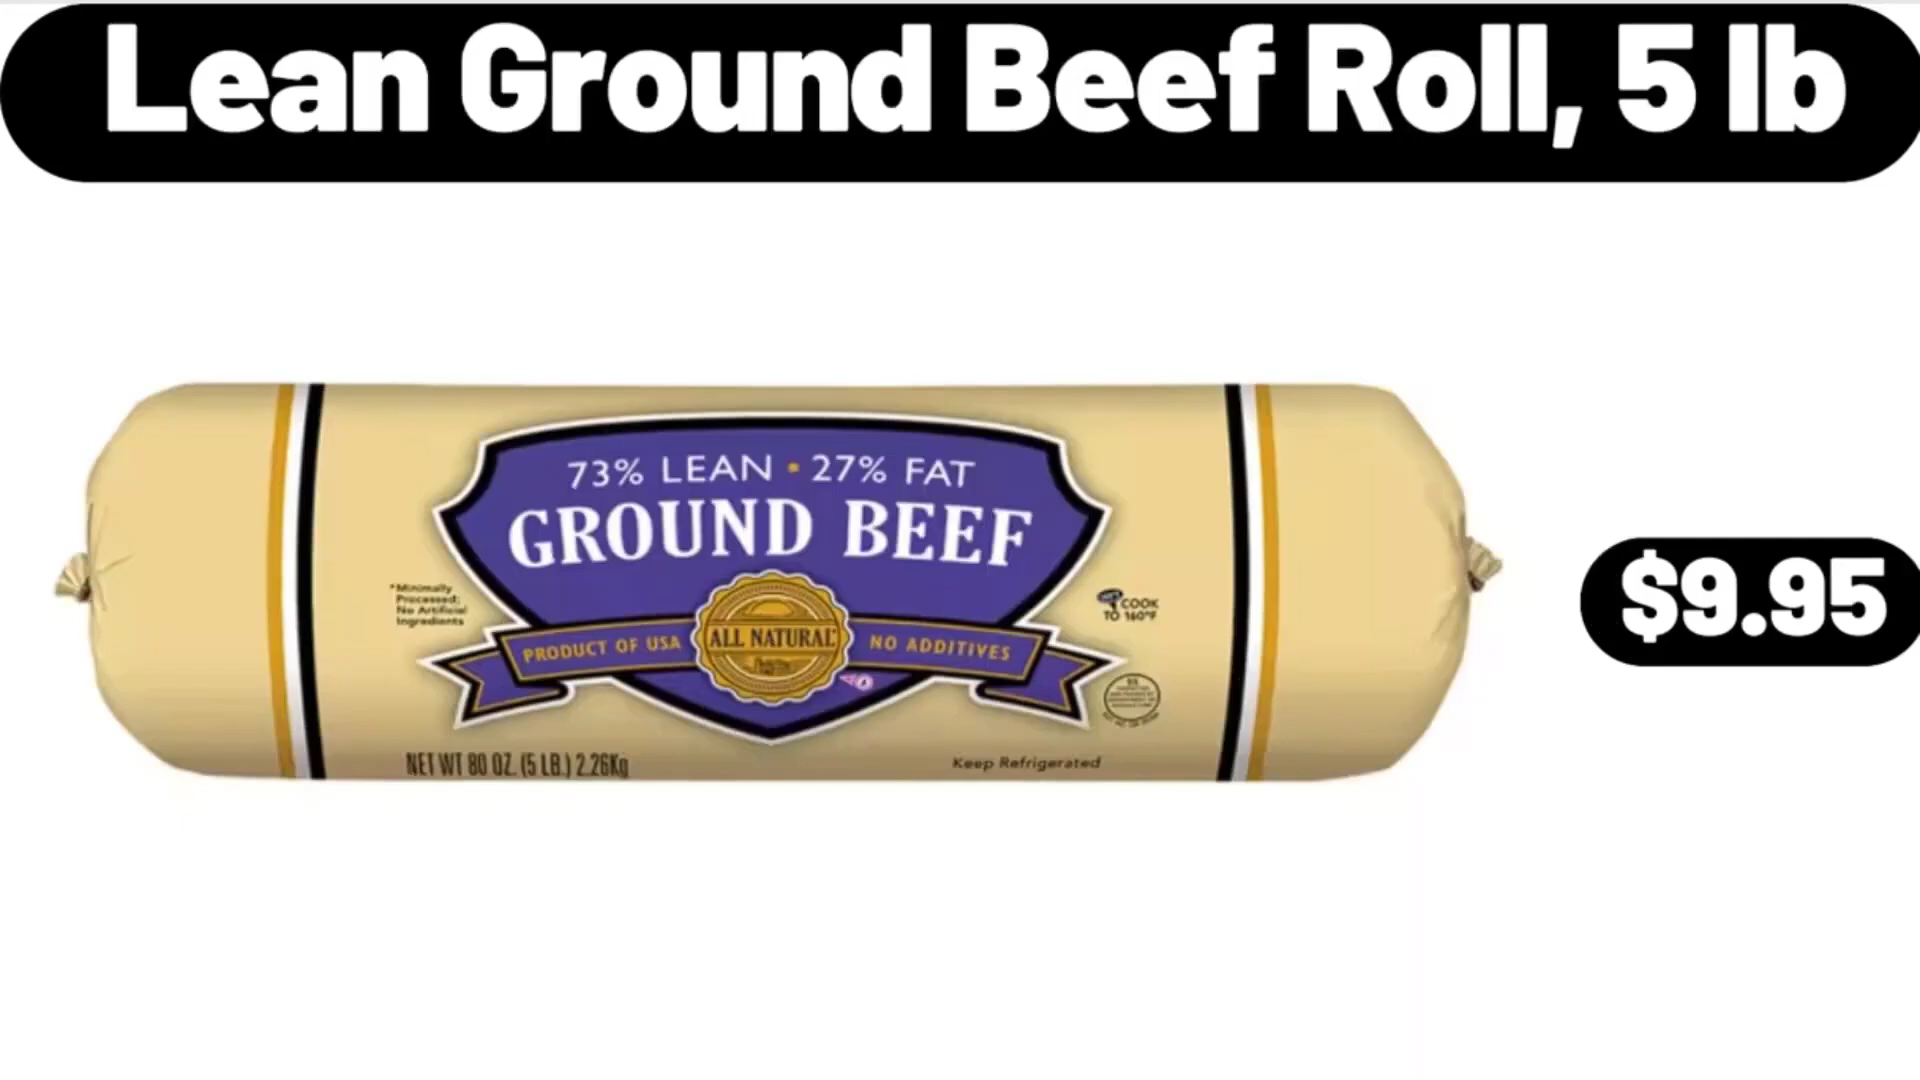 Lean Ground Beef Roll, 5 lb
73% LEAN • 27% FAT
GROUND BEEF
*Minimally
Processed;
No Artificial
Ingredients
COOK
TO 160°F
PRODUCT OF USA
ALL NATURAL*
NO ADDITIVES
NET WT 80 OZ. (5 LB.) 2.26Kg
Keep Refrigerated
$9.95